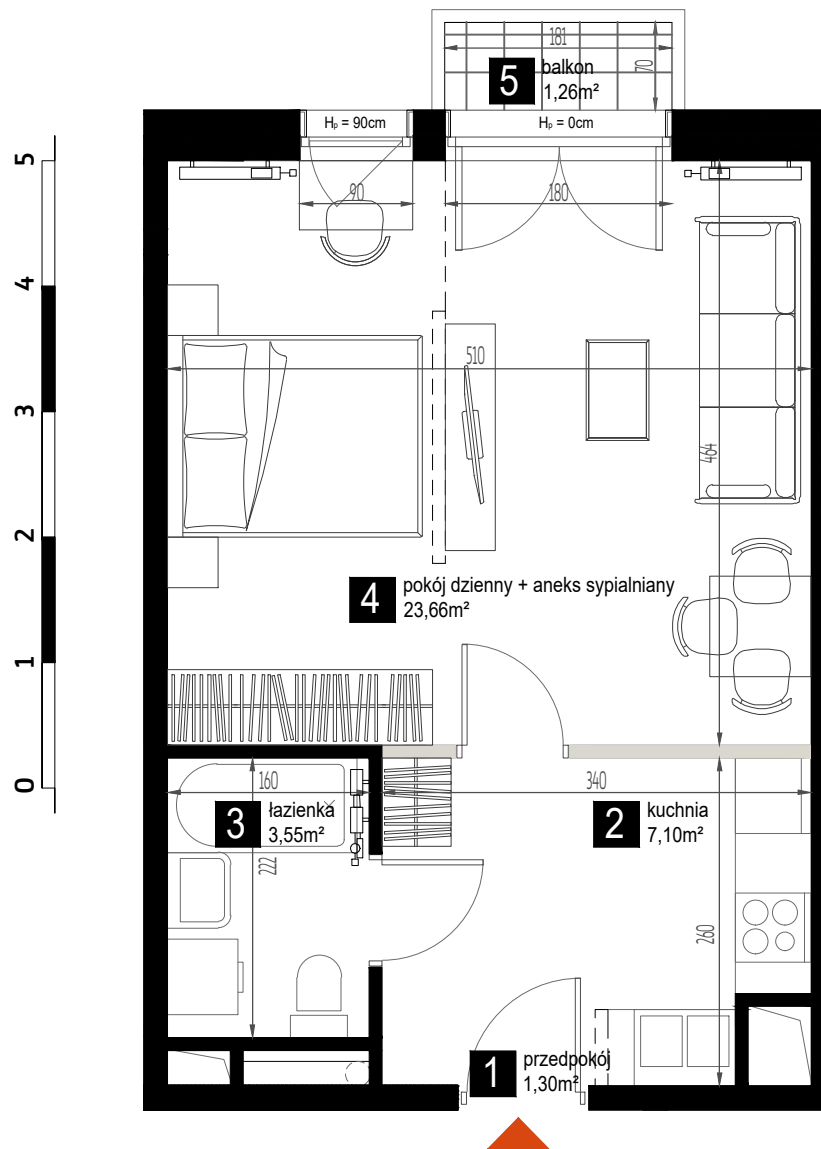 181
70
5
balkon
1,26m²
Hₚ = 90cm
Hₚ = 0cm
5
90
180
4
510
3
464
2
4
pokój dzienny + aneks sypialniany
23,66m²
1
0
160
340
3
łazienka
3,55m²
2
kuchnia
7,10m²
222
260
1
przedpokój
1,30m²